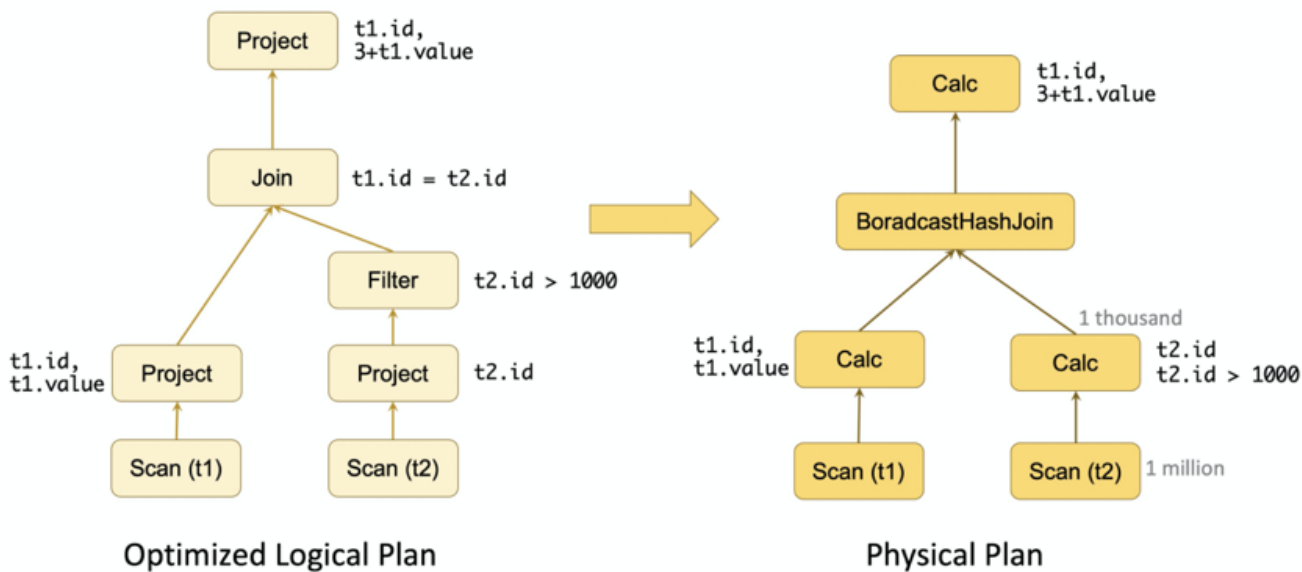 Project
t1.id,
3+t1.value
Join
t1.id = t2.id
Filter
t2.id > 1000
t1.id,
t1.value
Project
Project
t2.id
Scan (t1)
Scan (t2)
Optimized Logical Plan
Calc
t1.id,
3+t1.value
BoradcastHashJoin
1 thousand
t1.id,
t1.value
Calc
Calc
t2.id
t2.id > 1000
Scan (t1)
Scan (t2)
1 million
Physical Plan